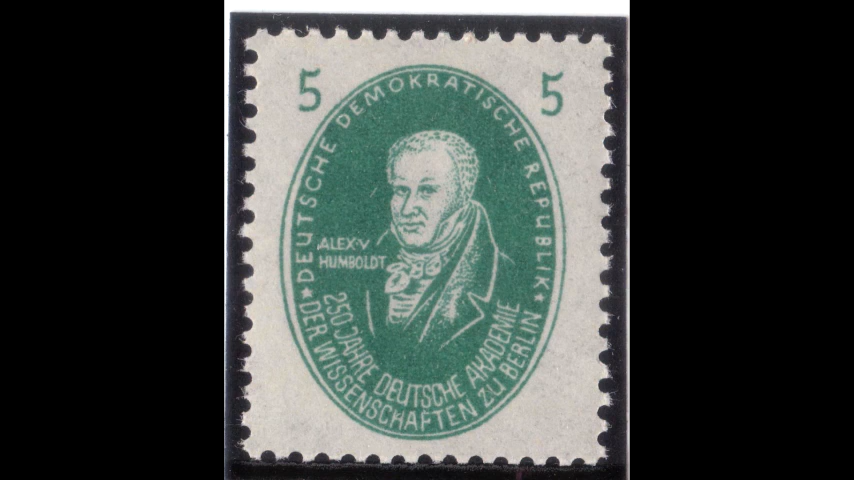 5 5
DEUTSCHE DEMOKRATISCHE REPUBLIK
ALEX·V
HUMBOLDT
250 JAHRE DEUTSCHE AKADEMIE
DER WISSENSCHAFTEN ZU BERLIN